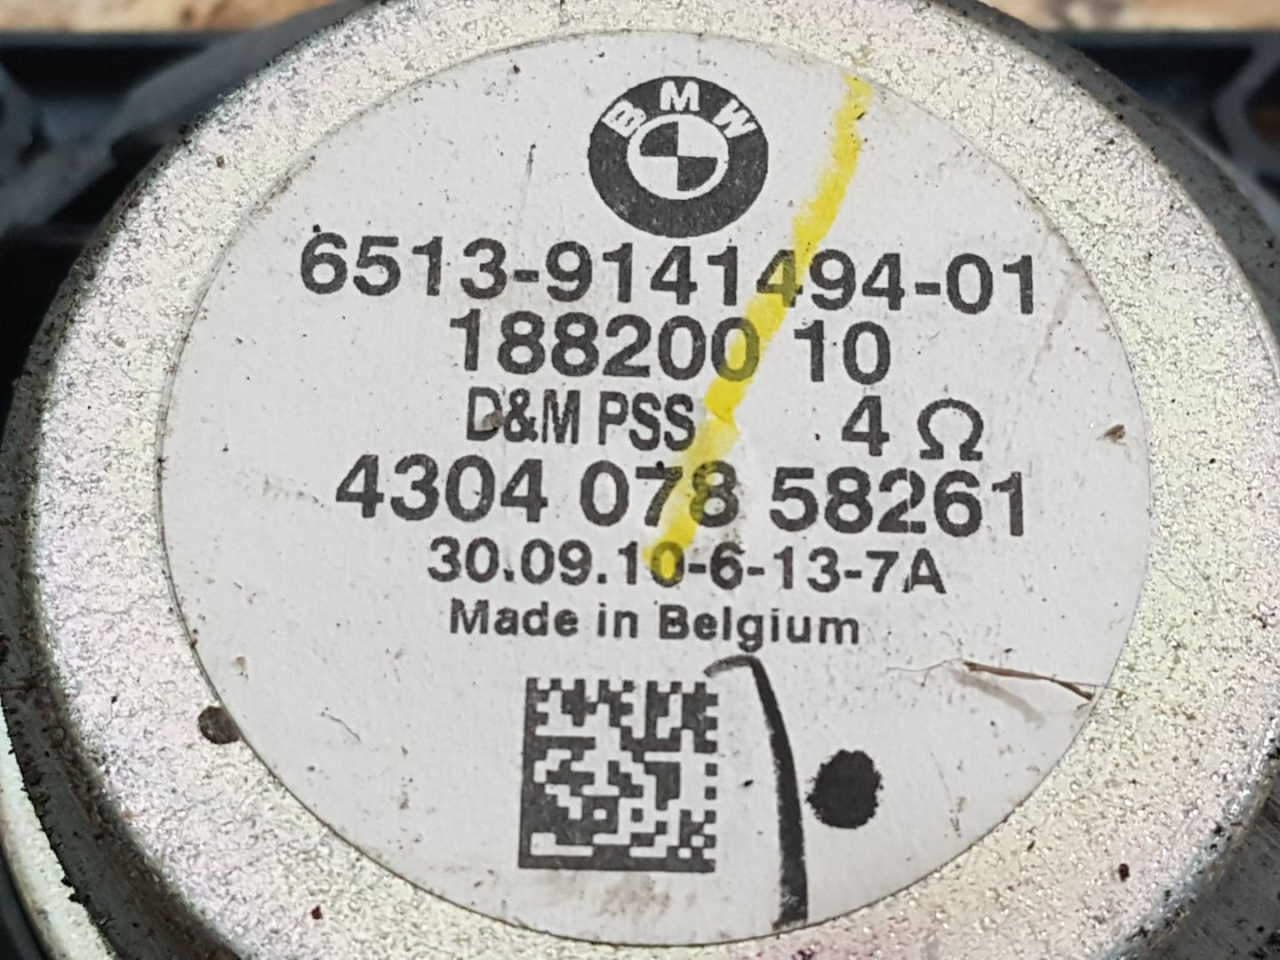 BMW
6513-9141494-01
188200 10
D&M PSS 4 Ω
4304 078 58261
30.09.10-6-13-7A
Made in Belgium